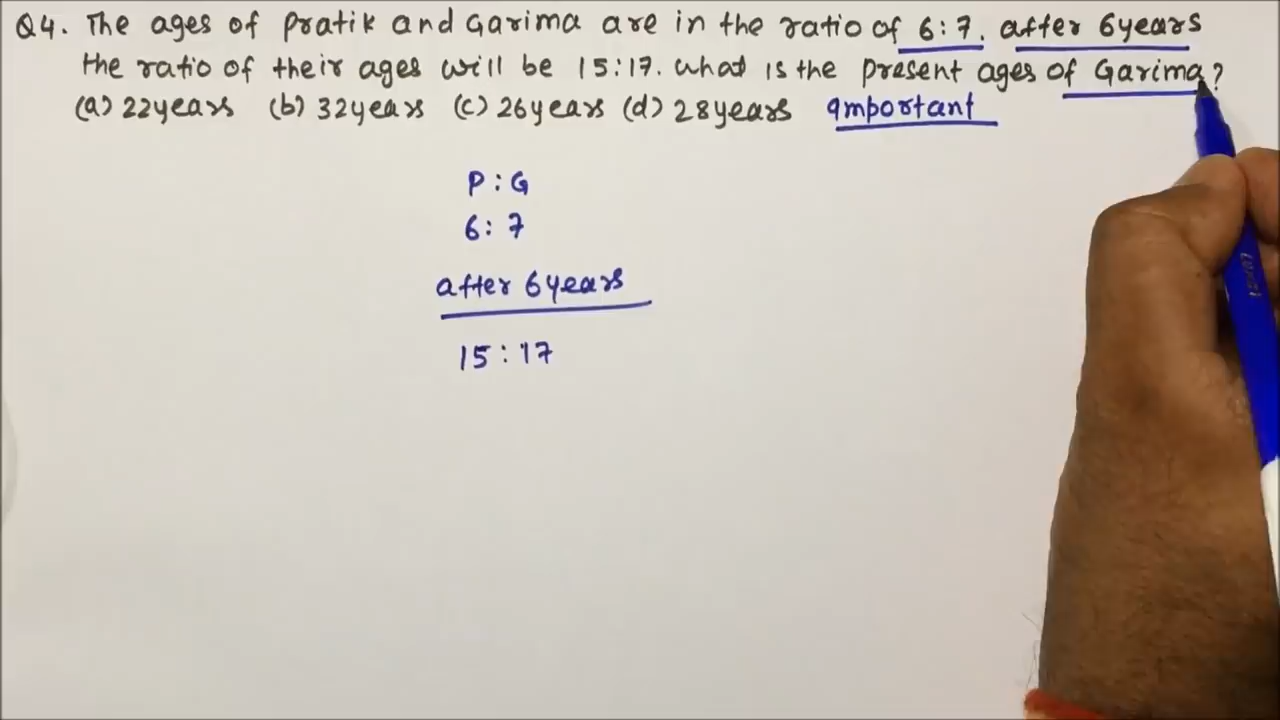 Q4. The ages of Pratik and Garima are in the ratio of 6:7. after 6years
the ratio of their ages will be 15:17. what is the present ages of Garima?
(a) 22years (b) 32years (c) 26years (d) 28years important
P : G
6 : 7
after 6years
15 : 17